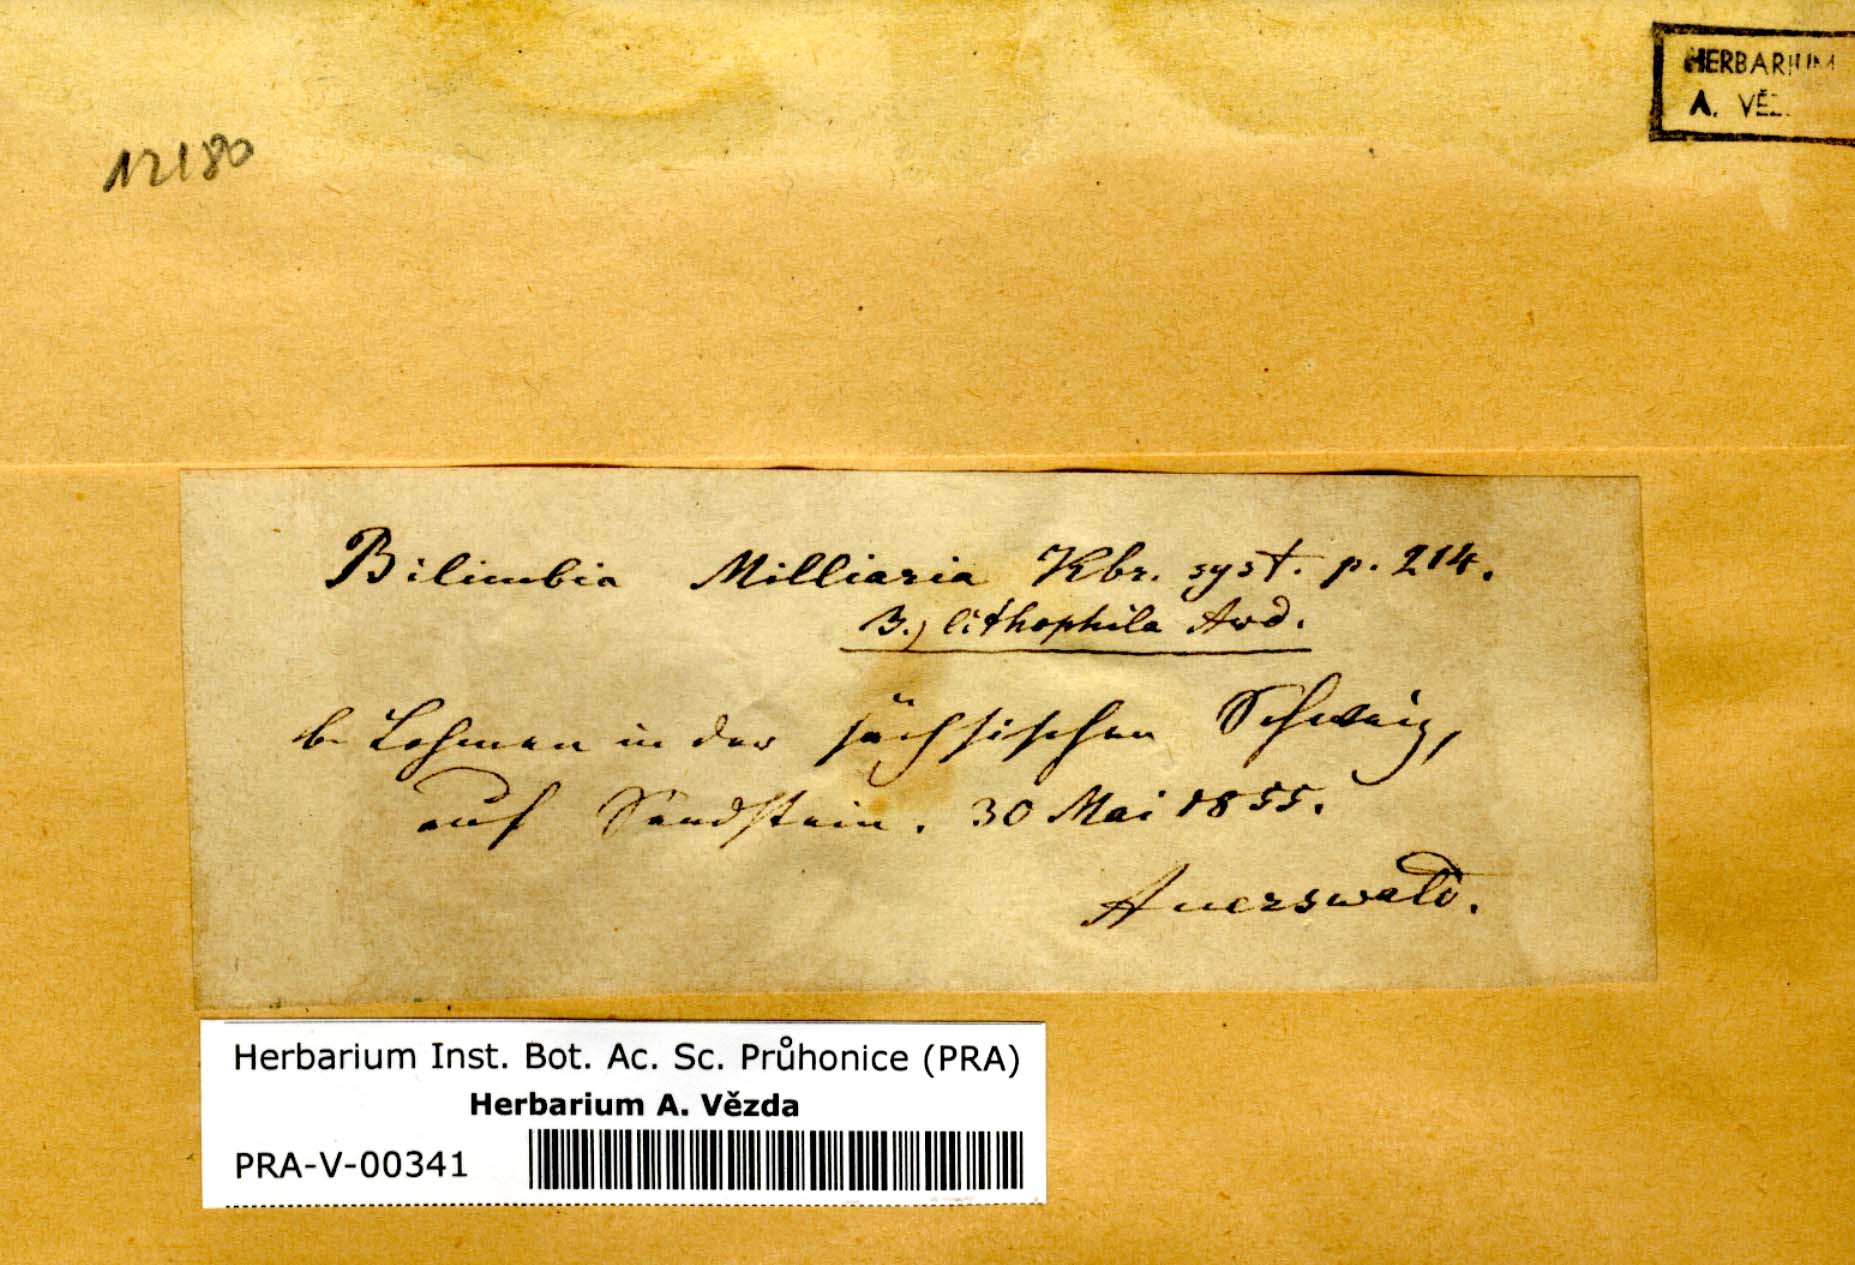 HERBARIUM
A. VĚZ
12180
Bilimbia Milliaria Kbr. syst. p. 214.
B.) lithophila Awd.
b. Lohmen in der sächsischen Schweiz,
auf Sandstein. 30 Mai 1855.
Auerswald.
Herbarium Inst. Bot. Ac. Sc. Průhonice (PRA)
Herbarium A. Vězda
PRA-V-00341